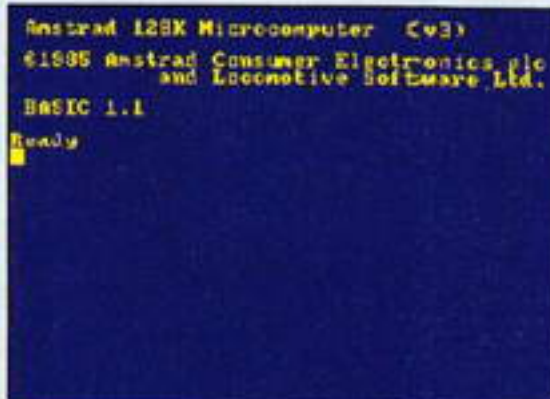 Amstrad 128K Microcomputer (v3)
©1985 Amstrad Consumer Electronics plc
and Locomotive Software Ltd.
BASIC 1.1
Ready